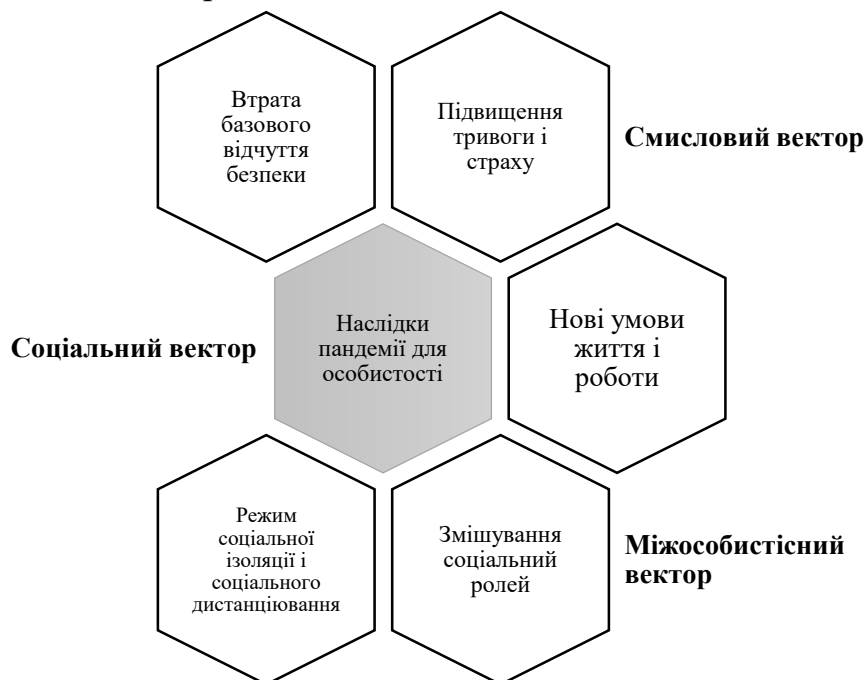 Втрата
базового
відчуття
безпеки
Підвищення
тривоги і
страху
Смисловий вектор
Соціальний вектор
Наслідки
пандемії для
особистості
Нові умови
життя і
роботи
Режим
соціальної
ізоляції і
соціального
дистанціювання
Змішування
соціальний
ролей
Міжособистісний
вектор